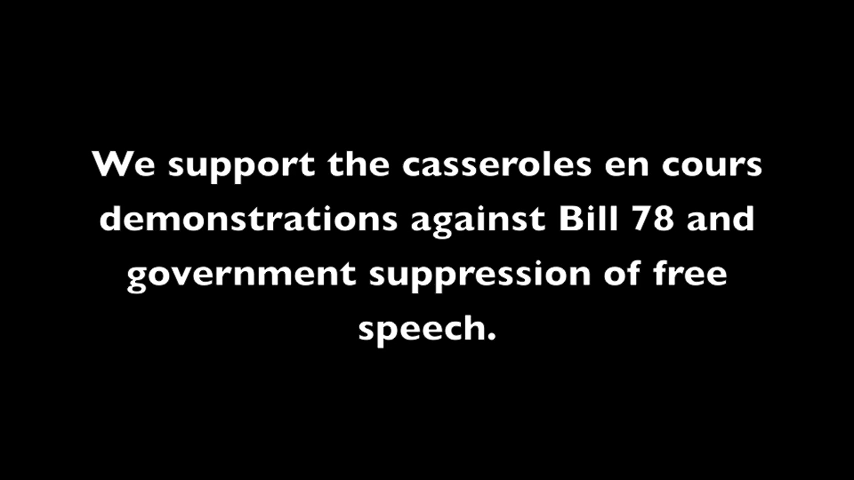 We support the casseroles en cours
demonstrations against Bill 78 and
government suppression of free
speech.